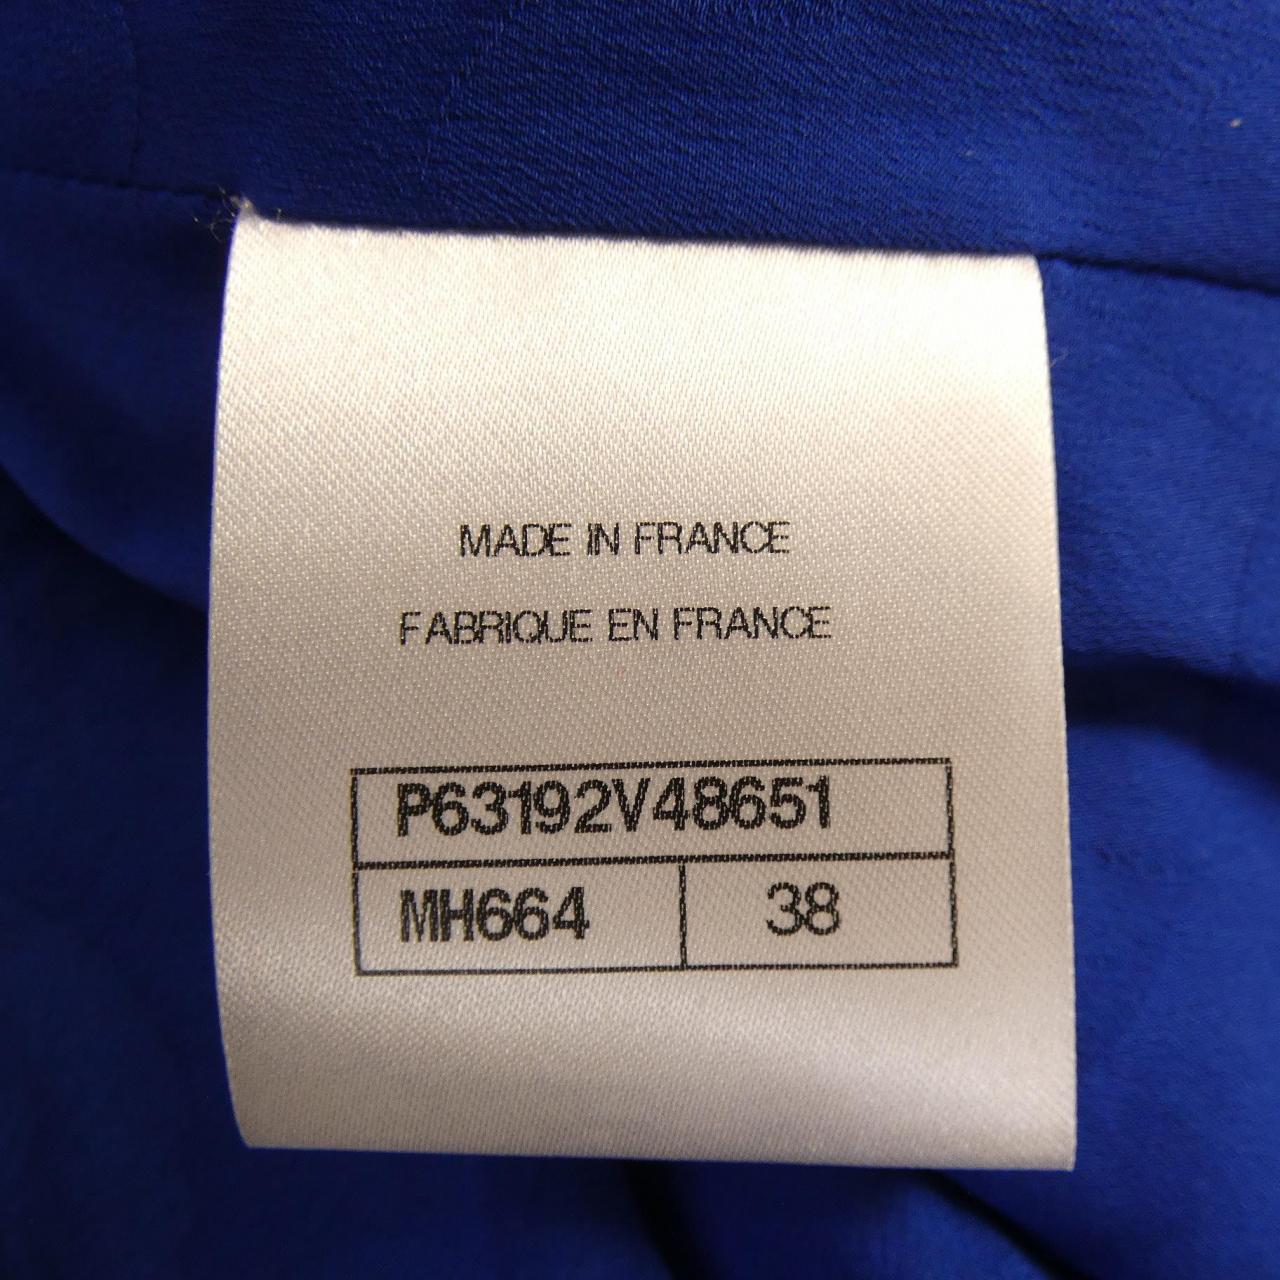 MADE IN FRANCE
FABRIQUE EN FRANCE
P63192V48651
MH664 38